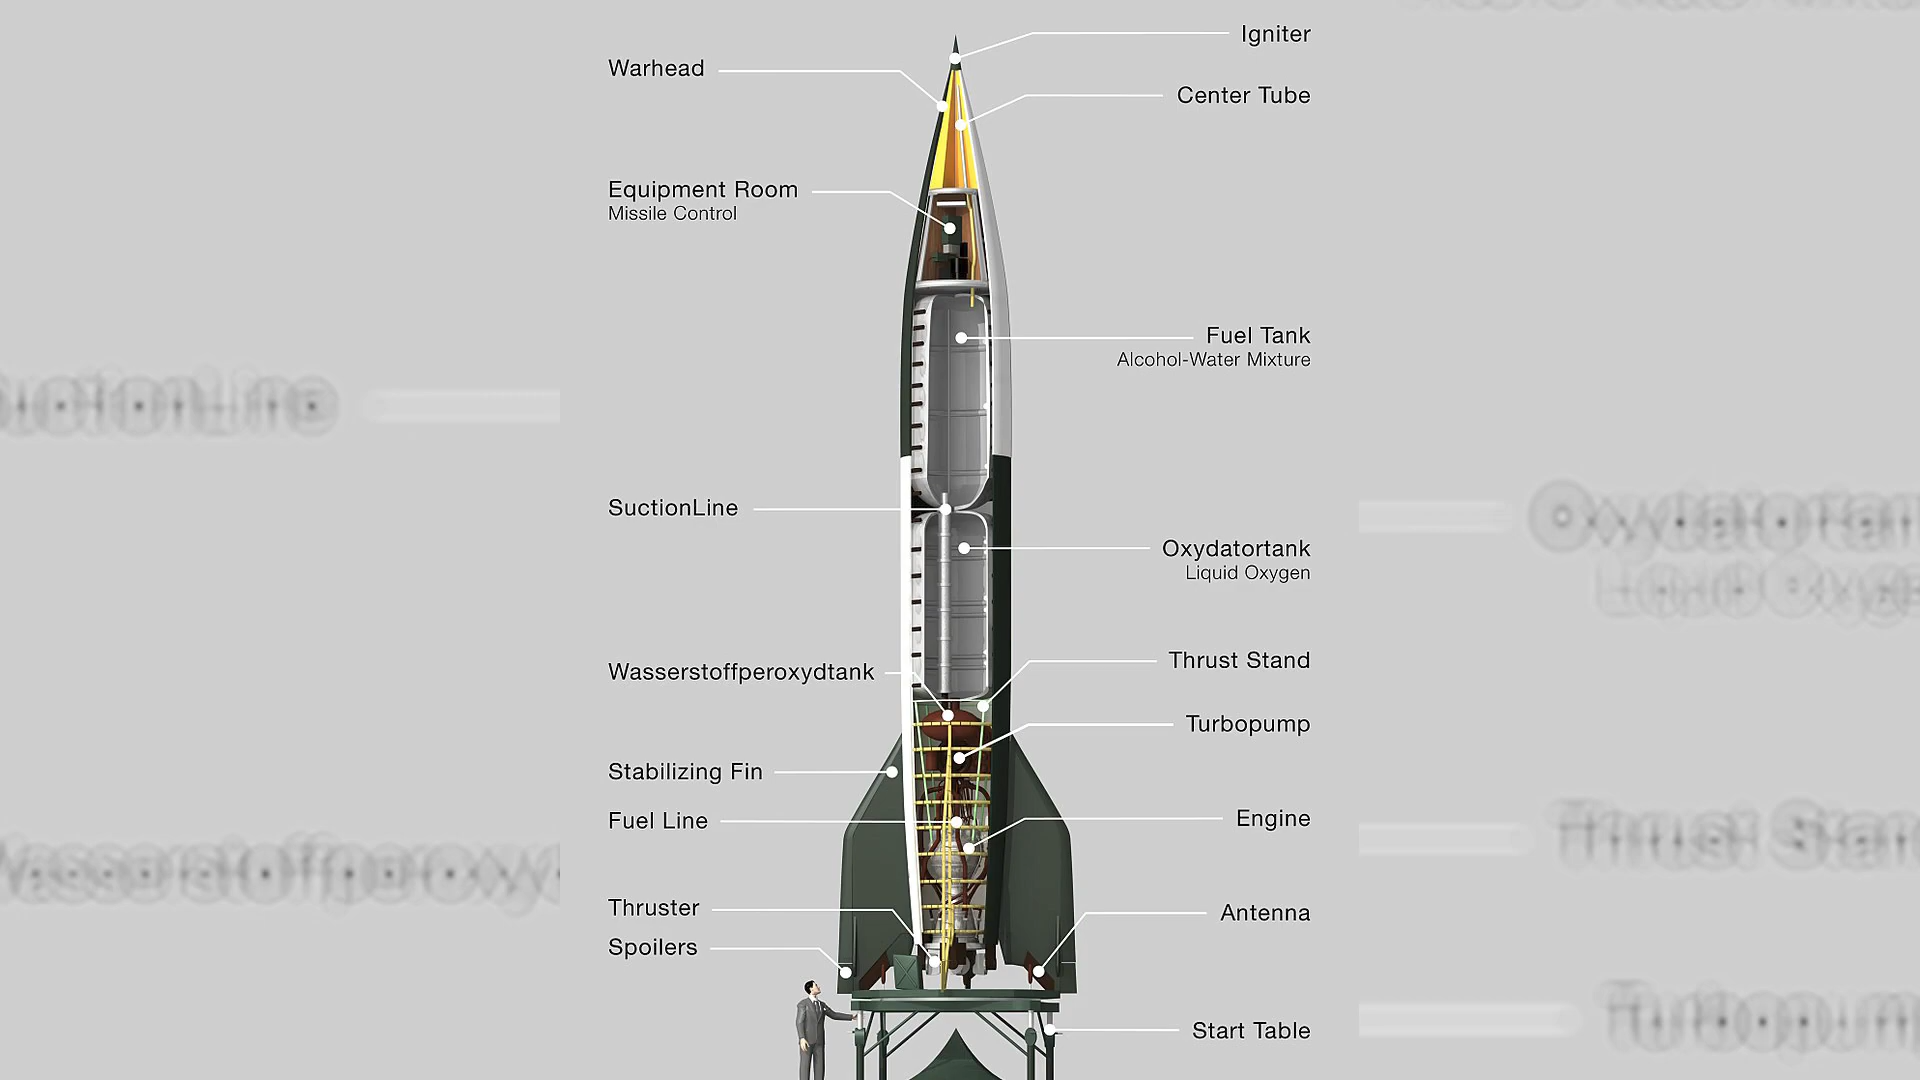 Igniter
Warhead
Center Tube
Equipment Room
Missile Control
Fuel Tank
Alcohol-Water Mixture
SuctionLine
Oxydatortank
Liquid Oxygen
Thrust Stand
Wasserstoffperoxydtank
Turbopump
Stabilizing Fin
Engine
Fuel Line
Thruster
Antenna
Spoilers
Start Table